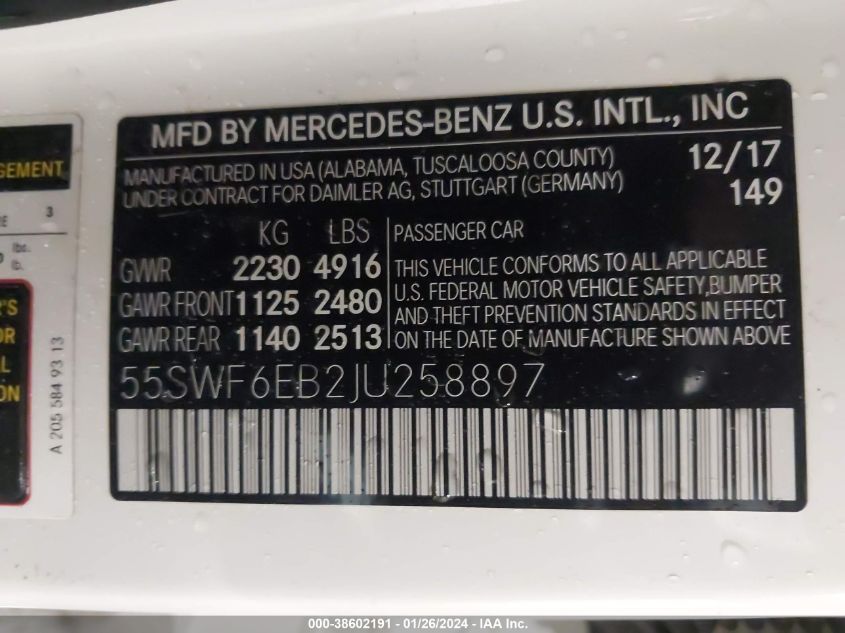 MFD BY MERCEDES-BENZ U.S. INTL., INC
MANUFACTURED IN USA (ALABAMA, TUSCALOOSA COUNTY) 12/17
UNDER CONTRACT FOR DAIMLER AG, STUTTGART (GERMANY) 149
KG LBS PASSENGER CAR
GVWR 2230 4916
GAWR FRONT 1125 2480
GAWR REAR 1140 2513
THIS VEHICLE CONFORMS TO ALL APPLICABLE
U.S. FEDERAL MOTOR VEHICLE SAFETY, BUMPER
AND THEFT PREVENTION STANDARDS IN EFFECT
ON THE DATE OF MANUFACTURE SHOWN ABOVE
55SWF6EB2JU258897
3
lbs.
lb.
A 205 584 93 13
000-38602191 - 01/26/2024 - IAA Inc.